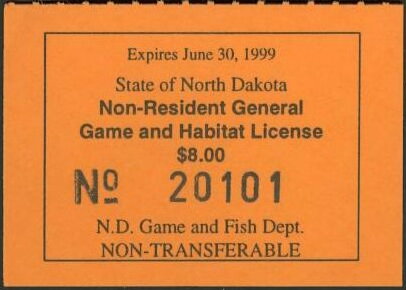 Expires June 30, 1999
State of North Dakota
Non-Resident General
Game and Habitat License
$8.00
Nº 20101
N.D. Game and Fish Dept.
NON-TRANSFERABLE